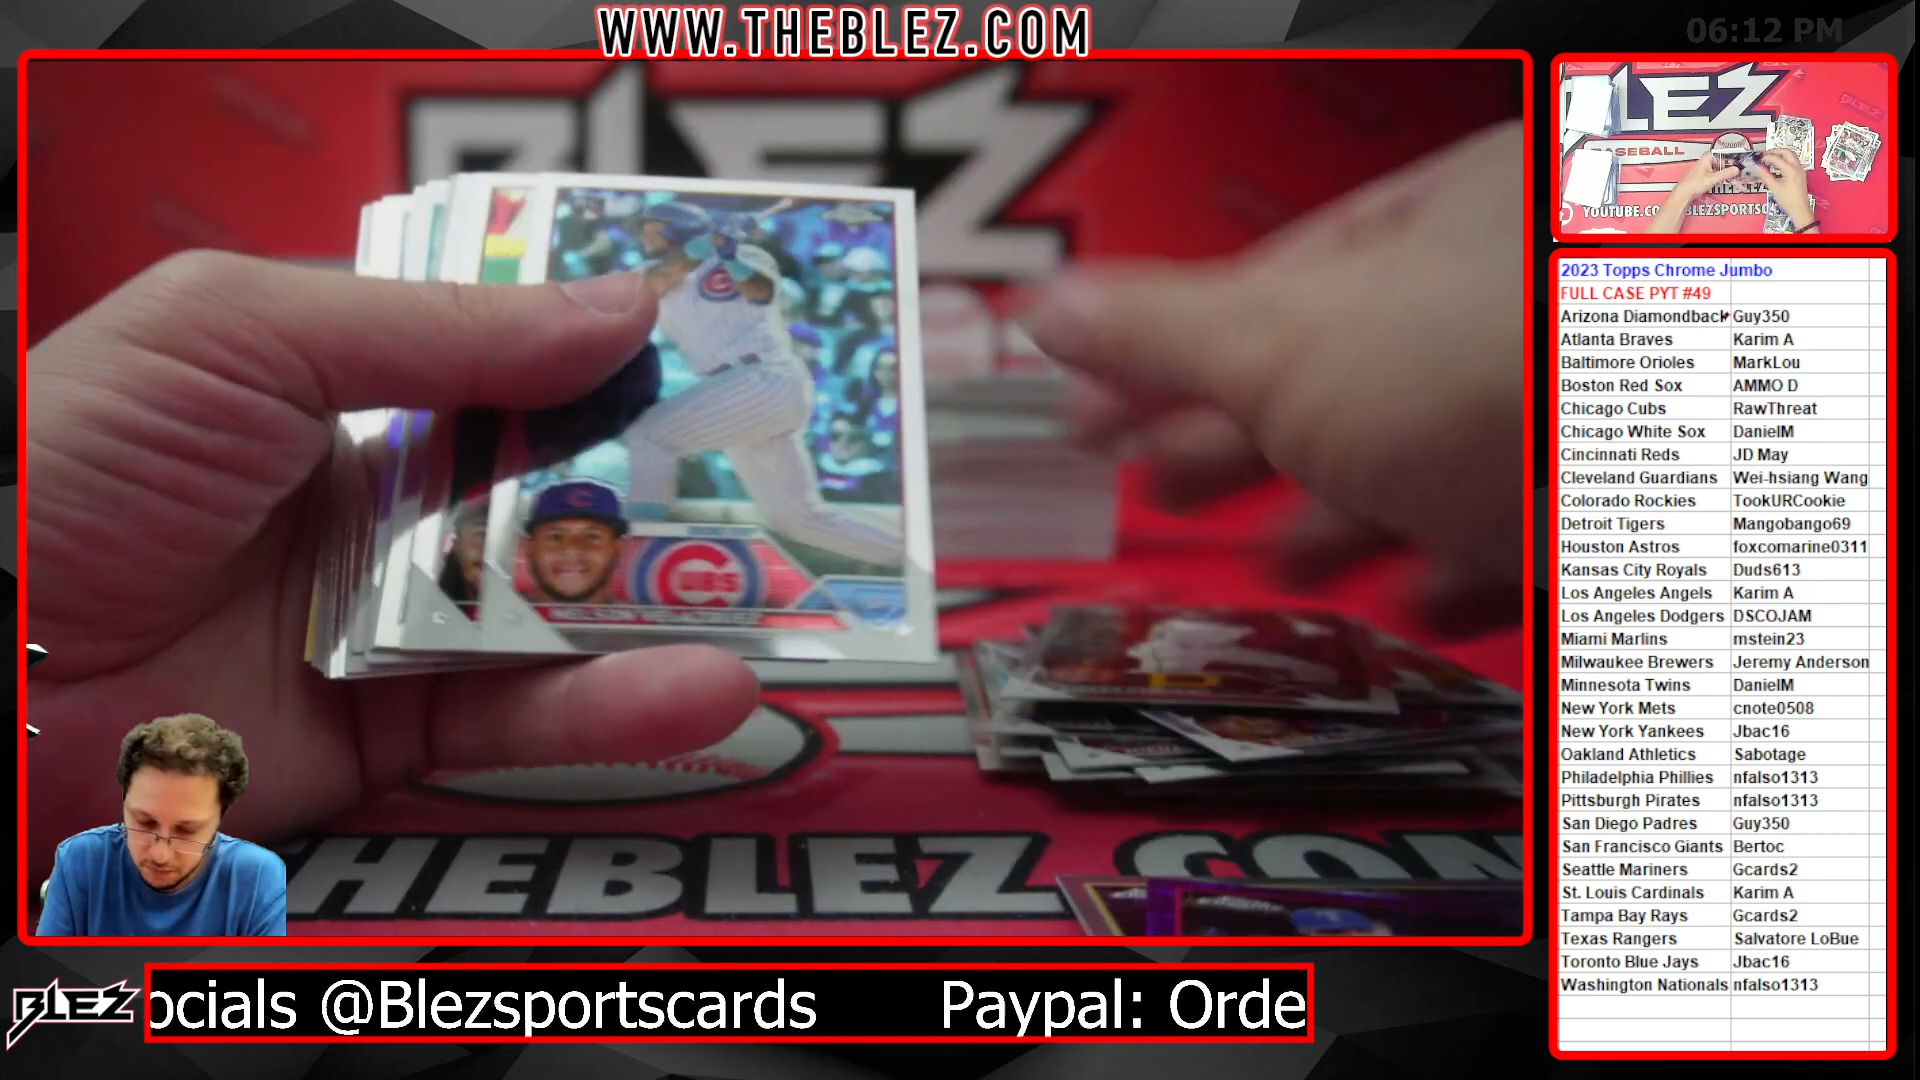 WWW.THEBLEZ.COM
06:12 PM
BLEZ
CUBS
THEBLEZ.COM
BLEZ
BASEBALL
2023 Topps Chrome Jumbo
FULL CASE PYT #49
Arizona Diamondback Guy350
Atlanta Braves Karim A
Baltimore Orioles MarkLou
Boston Red Sox AMMO D
Chicago Cubs RawThreat
Chicago White Sox DanielM
Cincinnati Reds JD May
Cleveland Guardians Wei-hsiang Wang
Colorado Rockies TookURCookie
Detroit Tigers Mangobango69
Houston Astros foxcomarine0311
Kansas City Royals Duds613
Los Angeles Angels Karim A
Los Angeles Dodgers DSCOJAM
Miami Marlins mstein23
Milwaukee Brewers Jeremy Anderson
Minnesota Twins DanielM
New York Mets cnote0508
New York Yankees Jbac16
Oakland Athletics Sabotage
Philadelphia Phillies nfalso1313
Pittsburgh Pirates nfalso1313
San Diego Padres Guy350
San Francisco Giants Bertoc
Seattle Mariners Gcards2
St. Louis Cardinals Karim A
Tampa Bay Rays Gcards2
Texas Rangers Salvatore LoBue
Toronto Blue Jays Jbac16
Washington Nationals nfalso1313
BLEZ
ocials @Blezsportscards Paypal: Orde